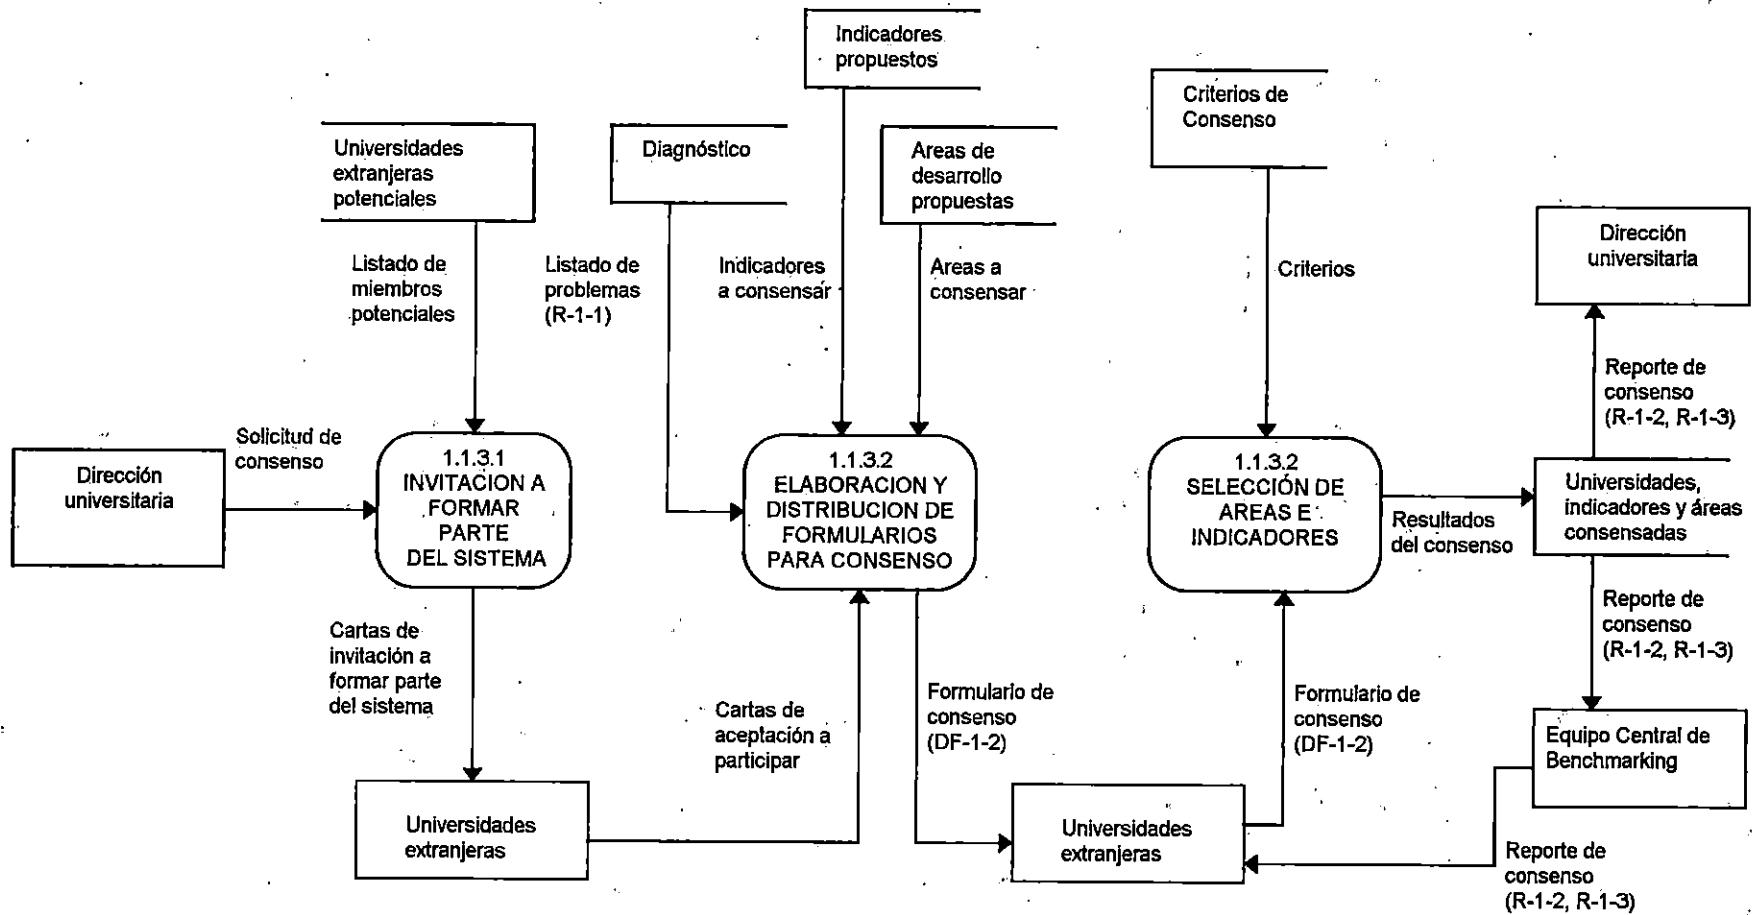 Indicadores
propuestos
Criterios de
Consenso
Universidades
extranjeras
potenciales
Diagnóstico
Areas de
desarrollo
propuestas
Dirección
universitaria
Listado de
miembros
potenciales
Listado de
problemas
(R-1-1)
Indicadores
a consensar
Areas a
consensar
Criterios
Reporte de
consenso
(R-1-2, R-1-3)
Dirección
universitaria
Solicitud de
consenso
1.1.3.1
INVITACION A
FORMAR
PARTE
DEL SISTEMA
1.1.3.2
ELABORACION Y
DISTRIBUCION DE
FORMULARIOS
PARA CONSENSO
1.1.3.2
SELECCIÓN DE
AREAS E
INDICADORES
Resultados
del consenso
Universidades,
indicadores y áreas
consensadas
Reporte de
consenso
(R-1-2, R-1-3)
Cartas de
invitación a
formar parte
del sistema
Cartas de
aceptación a
participar
Formulario de
consenso
(DF-1-2)
Formulario de
consenso
(DF-1-2)
Equipo Central de
Benchmarking
Universidades
extranjeras
Universidades
extranjeras
Reporte de
consenso
(R-1-2, R-1-3)